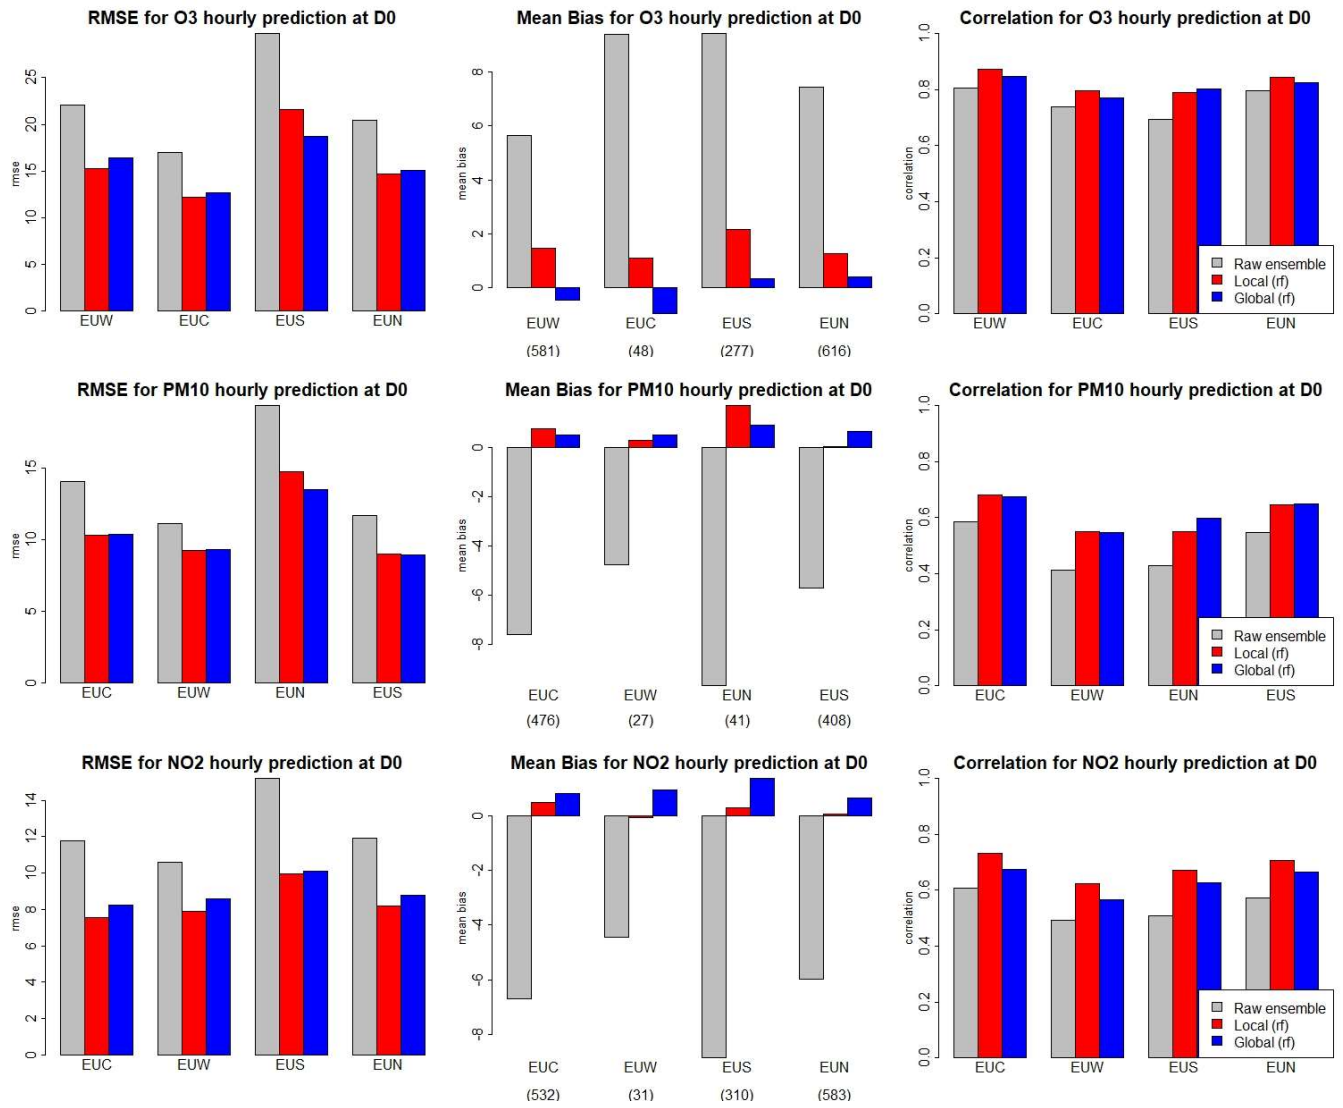 RMSE for O3 hourly prediction at D0
rmse
0 5 10 15 20 25
EUW EUC EUS EUN
Mean Bias for O3 hourly prediction at D0
mean bias
0 2 4 6 8
EUW EUC EUS EUN
(581) (48) (277) (616)
Correlation for O3 hourly prediction at D0
correlation
0.0 0.2 0.4 0.6 0.8 1.0
Raw ensemble
Local (rf)
Global (rf)
EUW EUC EUS EUN
RMSE for PM10 hourly prediction at D0
rmse
0 5 10 15
EUC EUW EUN EUS
Mean Bias for PM10 hourly prediction at D0
mean bias
-8 -6 -4 -2 0
EUC EUW EUN EUS
(476) (27) (41) (408)
Correlation for PM10 hourly prediction at D0
correlation
0.0 0.2 0.4 0.6 0.8 1.0
Raw ensemble
Local (rf)
Global (rf)
EUC EUW EUN EUS
RMSE for NO2 hourly prediction at D0
rmse
0 2 4 6 8 10 12 14
EUC EUW EUS EUN
Mean Bias for NO2 hourly prediction at D0
mean bias
-8 -6 -4 -2 0
EUC EUW EUS EUN
(532) (31) (310) (583)
Correlation for NO2 hourly prediction at D0
correlation
0.0 0.2 0.4 0.6 0.8 1.0
Raw ensemble
Local (rf)
Global (rf)
EUC EUW EUS EUN